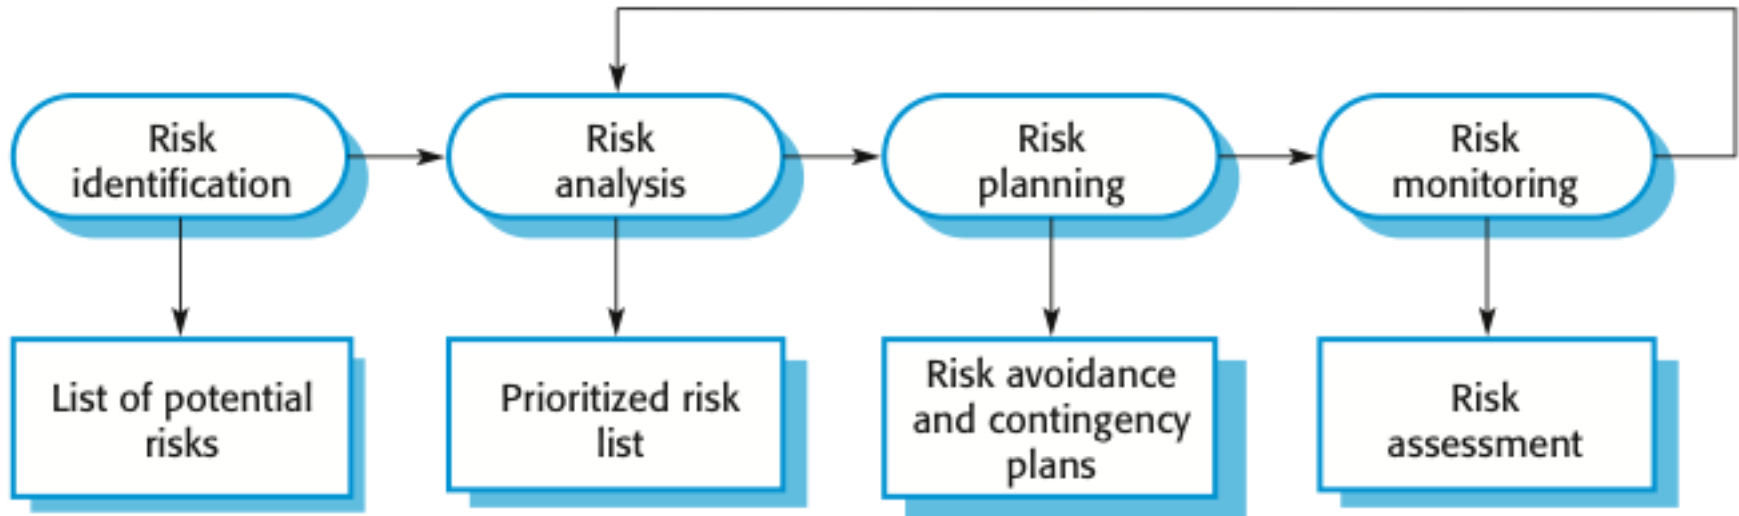 Risk
identification
Risk
analysis
Risk
planning
Risk
monitoring
List of potential
risks
Prioritized risk
list
Risk avoidance
and contingency
plans
Risk
assessment